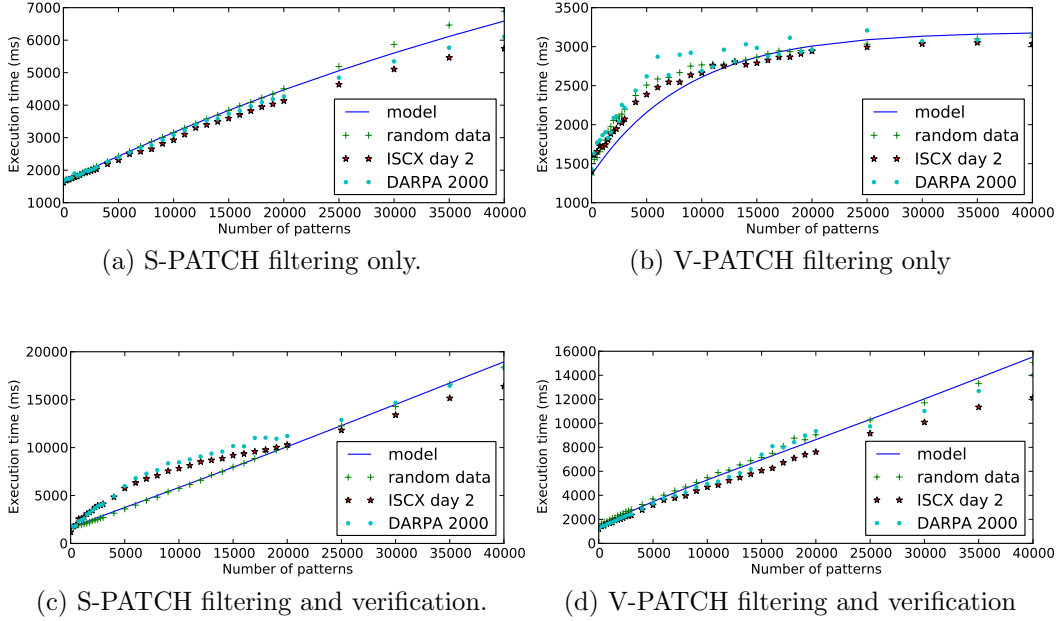 7000
6000
5000
4000
3000
2000
1000
Execution time (ms)
0 5000 10000 15000 20000 25000 30000 35000 40000
Number of patterns
model
random data
ISCX day 2
DARPA 2000
(a) S-PATCH filtering only.
3500
3000
2500
2000
1500
1000
Execution time (ms)
0 5000 10000 15000 20000 25000 30000 35000 40000
Number of patterns
model
random data
ISCX day 2
DARPA 2000
(b) V-PATCH filtering only
20000
15000
10000
5000
0
Execution time (ms)
0 5000 10000 15000 20000 25000 30000 35000 40000
Number of patterns
model
random data
ISCX day 2
DARPA 2000
(c) S-PATCH filtering and verification.
16000
14000
12000
10000
8000
6000
4000
2000
0
Execution time (ms)
0 5000 10000 15000 20000 25000 30000 35000 40000
Number of patterns
model
random data
ISCX day 2
DARPA 2000
(d) V-PATCH filtering and verification